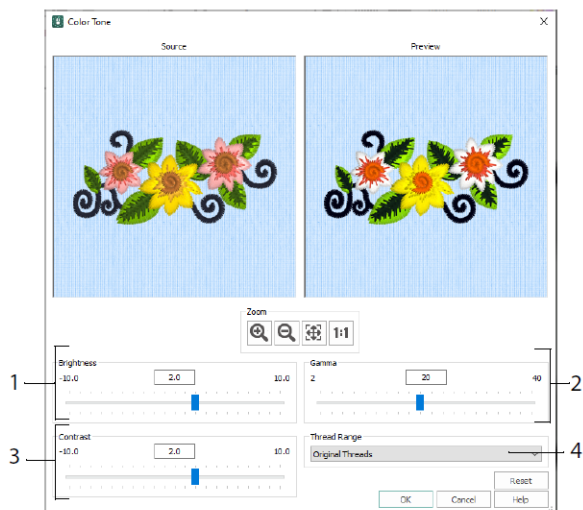 Color Tone
Source Preview
Zoom
1:1
Brightness Gamma
1 -10.0 2.0 10.0 2 20 40 2
Contrast Thread Range
3 -10.0 2.0 10.0 Original Threads 4
Reset
OK Cancel Help